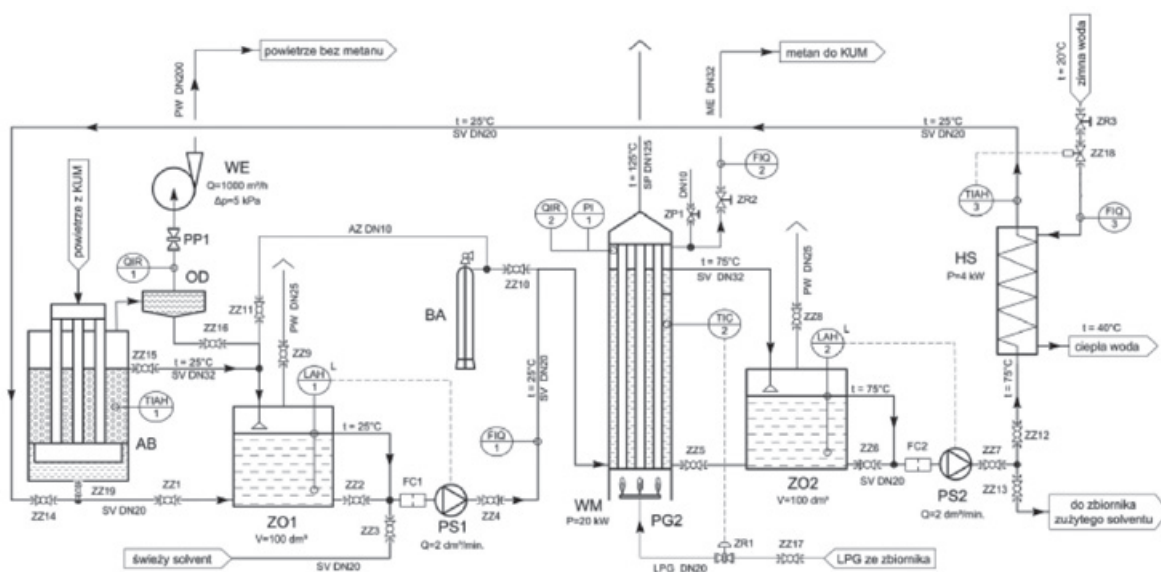 powietrze bez metanu
metan do KUM
zimna woda
t = 20°C
PW DN200
ME DN32
t = 25°C
SV DN20
t = 25°C
SV DN20
ZR3
ZZ18
WE
Q=1000 m³/h
Δp=5 kPa
t = 125°C
SP DN125
FIQ
2
TIAH
3
FIQ
3
powietrze z KUM
PP1
QIR
1
OD
AZ DN10
QIR
2
PI
1
DN10
ZP1
ZR2
HS
P=4 kW
t = 75°C
SV DN32
PW DN25
PW DN25
BA
ZZ10
ZZ11
ZZ16
ZZ15
t = 25°C
SV DN32
ZZ9
ZZ8
TIC
2
LAH
L
2
t = 40°C
ciepła woda
LAH
L
1
t = 25°C
SV DN20
TIAH
1
AB
t = 25°C
FIQ
1
t = 75°C
t = 75°C
ZZ12
ZZ19
ZZ1
ZZ14
SV DN20
ZO1
V=100 dm³
ZZ2
FC1
ZZ3
PS1
Q=2 dm³/min.
ZZ4
WM
P=20 kW
PG2
ZZ5
ZO2
V=100 dm³
ZZ6
FC2
SV DN20
PS2
Q=2 dm³/min.
ZZ7
ZZ13
do zbiornika
zużytego solventu
świeży solvent
SV DN20
ZR1
ZZ17
LPG DN20
LPG ze zbiornika